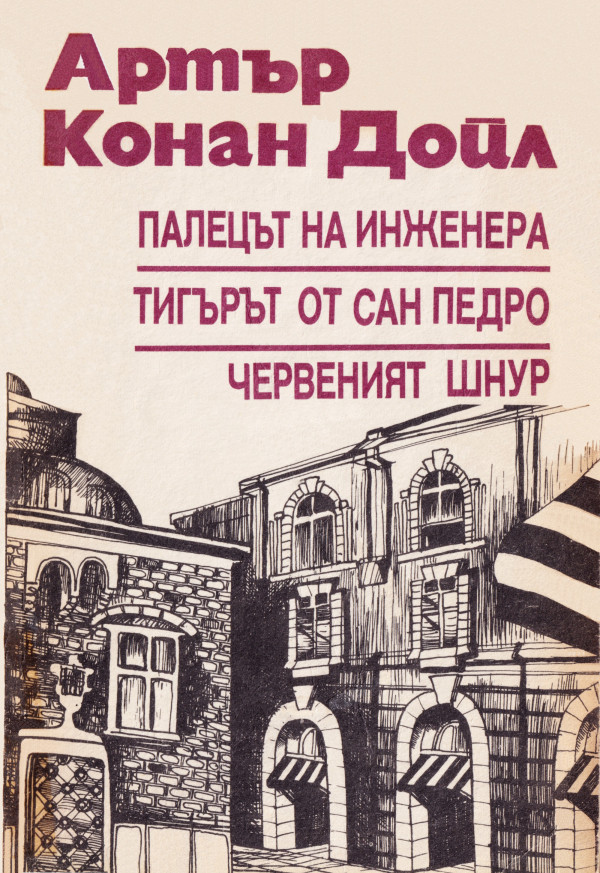 Артър
Конан Дойл
ПАЛЕЦЪТ НА ИНЖЕНЕРА
ТИГЪРЪТ ОТ САН ПЕДРО
ЧЕРВЕНИЯТ ШНУР